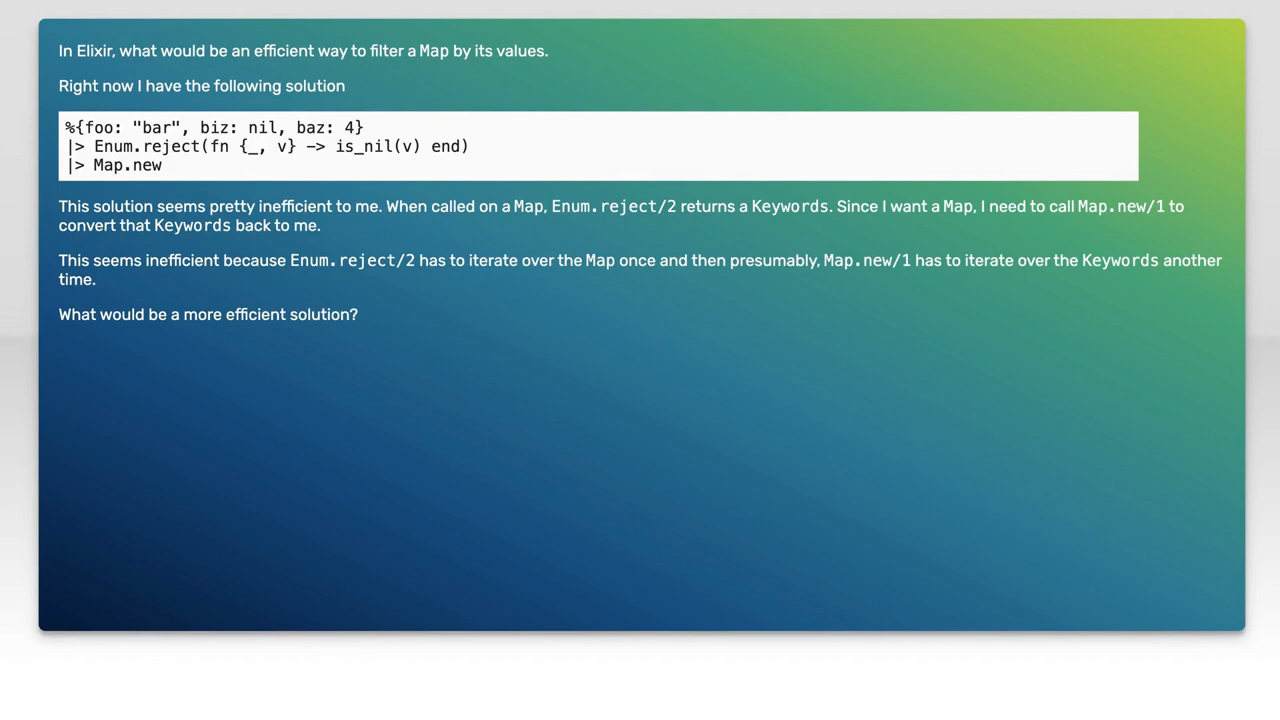 In Elixir, what would be an efficient way to filter a Map by its values.
Right now I have the following solution
%{foo: "bar", biz: nil, baz: 4}
|> Enum.reject(fn {_, v} -> is_nil(v) end)
|> Map.new
This solution seems pretty inefficient to me. When called on a Map, Enum.reject/2 returns a Keywords. Since I want a Map, I need to call Map.new/1 to
convert that Keywords back to me.
This seems inefficient because Enum.reject/2 has to iterate over the Map once and then presumably, Map.new/1 has to iterate over the Keywords another
time.
What would be a more efficient solution?